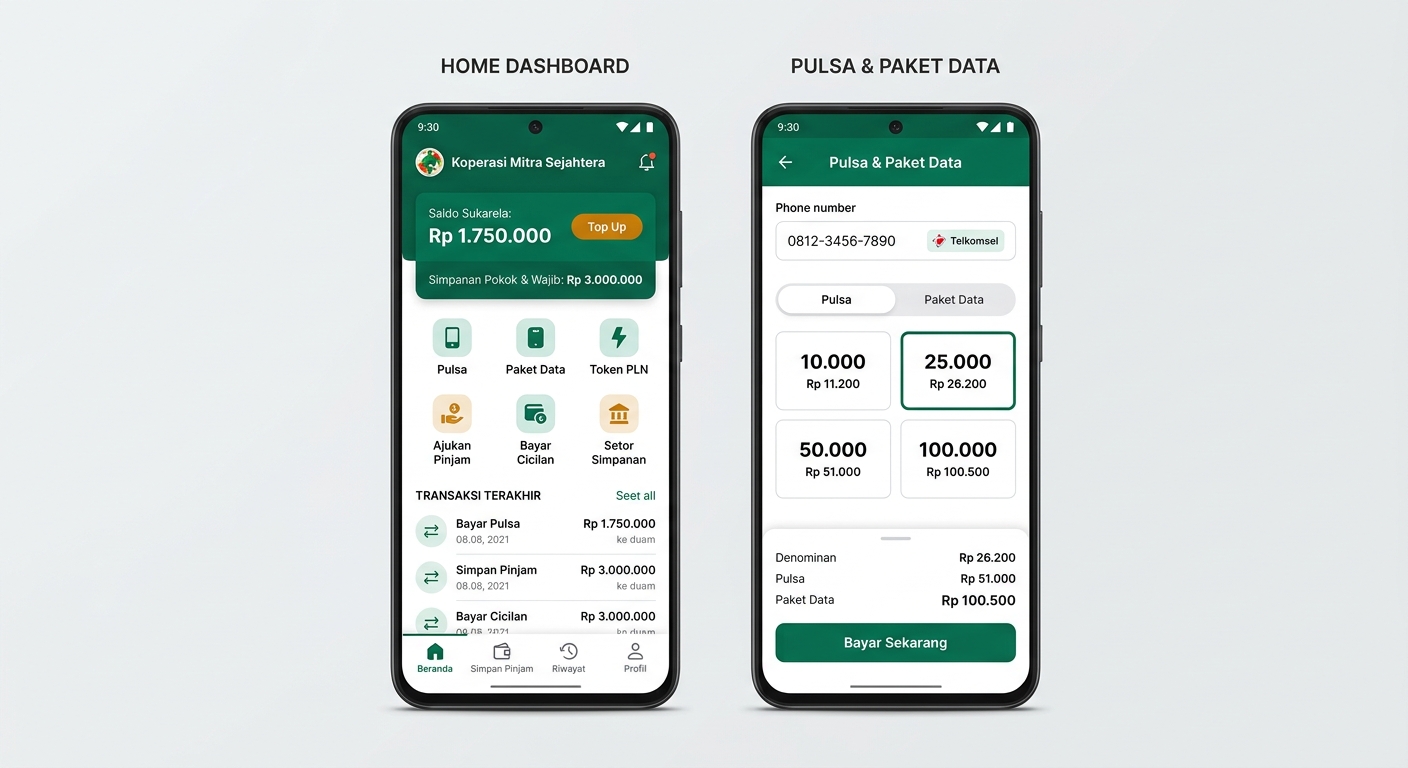 HOME DASHBOARD
9:30
Koperasi Mitra Sejahtera
Saldo Sukarela:
Rp 1.750.000
Top Up
Simpanan Pokok & Wajib: Rp 3.000.000
Pulsa
Paket Data
Token PLN
Ajukan
Pinjam
Bayar
Cicilan
Setor
Simpanan
TRANSAKSI TERAKHIR
Seet all
Bayar Pulsa
Rp 1.750.000
08.08, 2021
ke duam
Simpan Pinjam
Rp 3.000.000
08.08, 2021
ke duam
Bayar Cicilan
Rp 3.000.000
08.08, 2021
ke duam
Beranda
Simpan Pinjam
Riwayat
Profil
PULSA & PAKET DATA
9:30
Pulsa & Paket Data
Phone number
0812-3456-7890
Telkomsel
Pulsa
Paket Data
10.000
Rp 11.200
25.000
Rp 26.200
50.000
Rp 51.000
100.000
Rp 100.500
Denominan
Rp 26.200
Pulsa
Rp 51.000
Paket Data
Rp 100.500
Bayar Sekarang